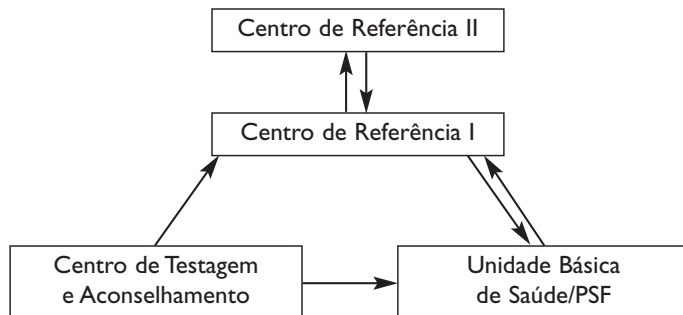 Centro de Referência II
Centro de Referência I
Centro de Testagem
e Aconselhamento
Unidade Básica
de Saúde/PSF